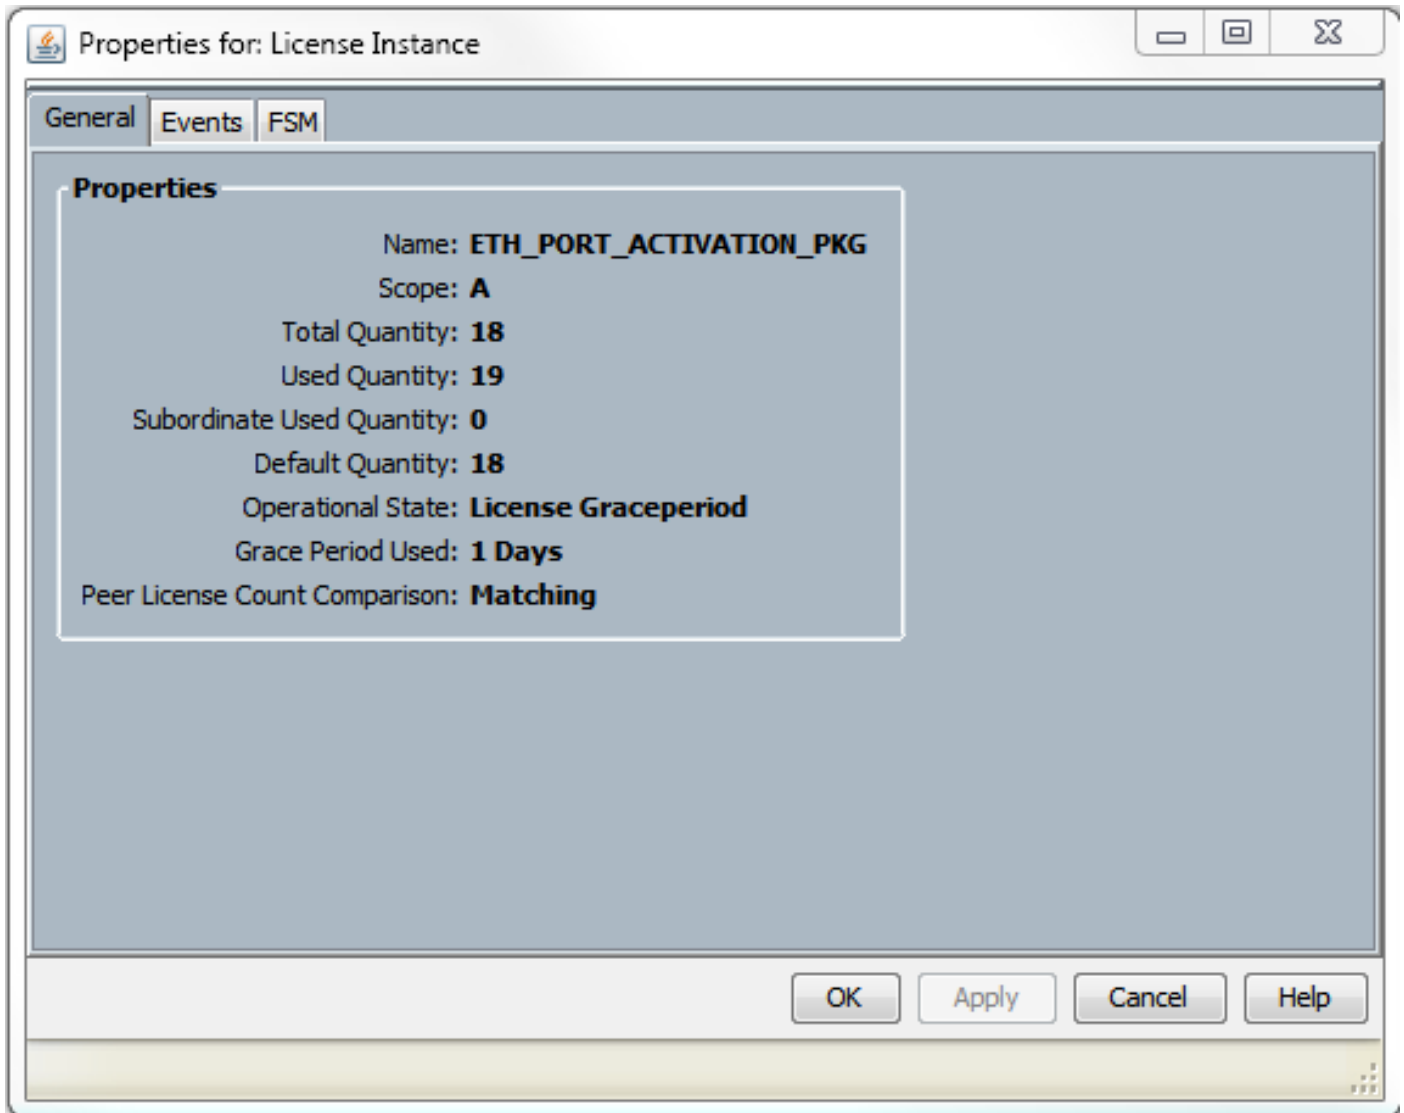 Properties for: License Instance
General Events FSM
Properties
Name: ETH_PORT_ACTIVATION_PKG
Scope: A
Total Quantity: 18
Used Quantity: 19
Subordinate Used Quantity: 0
Default Quantity: 18
Operational State: License Graceperiod
Grace Period Used: 1 Days
Peer License Count Comparison: Matching
OK Apply Cancel Help